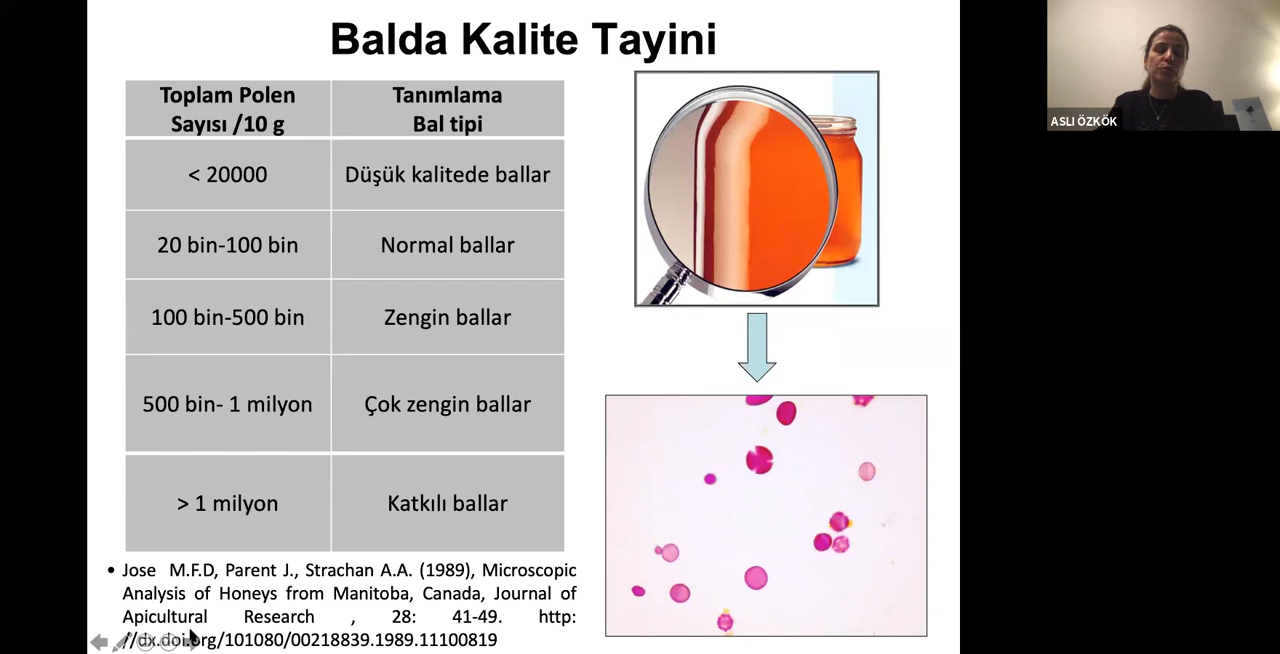 Balda Kalite Tayini
Toplam Polen
Sayısı /10 g
Tanımlama
Bal tipi
< 20000
Düşük kalitede ballar
20 bin-100 bin
Normal ballar
100 bin-500 bin
Zengin ballar
500 bin- 1 milyon
Çok zengin ballar
> 1 milyon
Katkılı ballar
• Jose M.F.D, Parent J., Strachan A.A. (1989), Microscopic
Analysis of Honeys from Manitoba, Canada, Journal of
Apicultural Research , 28: 41-49. http:
//dx.doi.org/101080/00218839.1989.11100819
ASLI ÖZKÖK